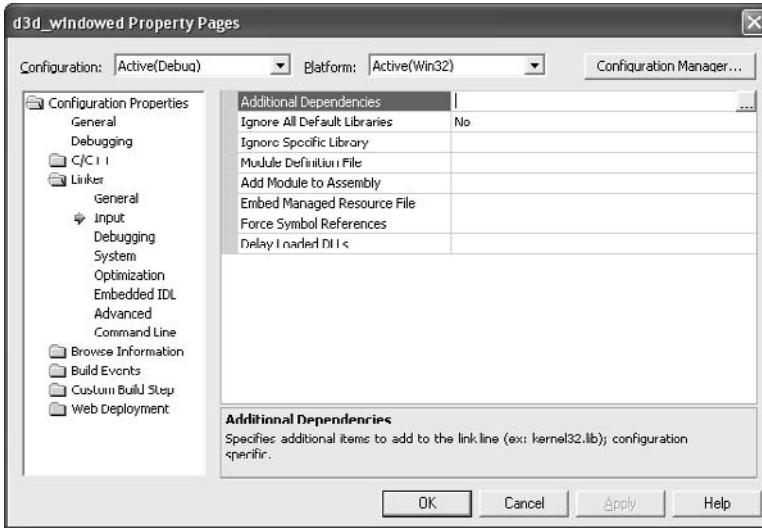 d3d_windowed Property Pages
Configuration: Active(Debug) Platform: Active(Win32) Configuration Manager...
Configuration Properties
General
Debugging
C/C++
Linker
General
Input
Debugging
System
Optimization
Embedded IDL
Advanced
Command Line
Browse Information
Build Events
Custom Build Step
Web Deployment
Additional Dependencies ...
Ignore All Default Libraries No
Ignore Specific Library
Module Definition File
Add Module to Assembly
Embed Managed Resource File
Force Symbol References
Delay Loaded DLLs
Additional Dependencies
Specifies additional items to add to the link line (ex: kernel32.lib); configuration
specific.
OK Cancel Apply Help